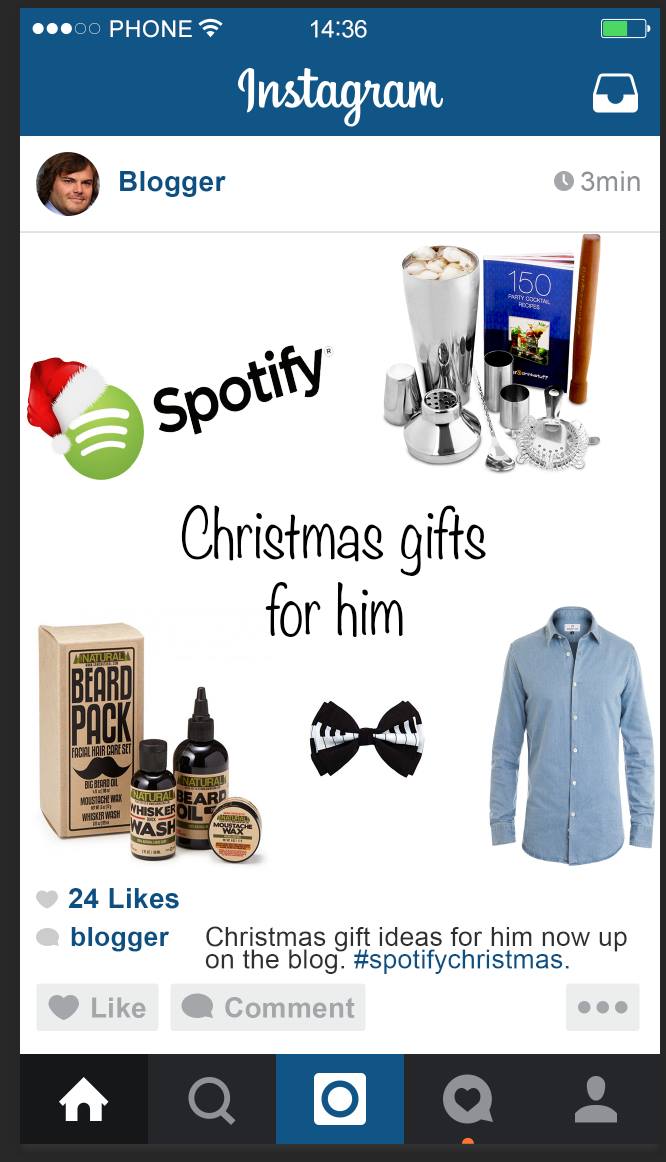 PHONE 14:36
Instagram
Blogger 3min
Spotify®
150
PARTY COCKTAIL
RECIPES
Christmas gifts
for him
NATURAL
BEARD
PACK
FACIAL HAIR CARE SET
BIG BEARD OIL
MOUSTACHE WAX
WHISKER WASH
NATURAL
WHISKER
WASH
NATURAL
BEARD
OIL
NATURAL
MOUSTACHE
WAX
24 Likes
blogger Christmas gift ideas for him now up
on the blog. #spotifychristmas.
Like Comment